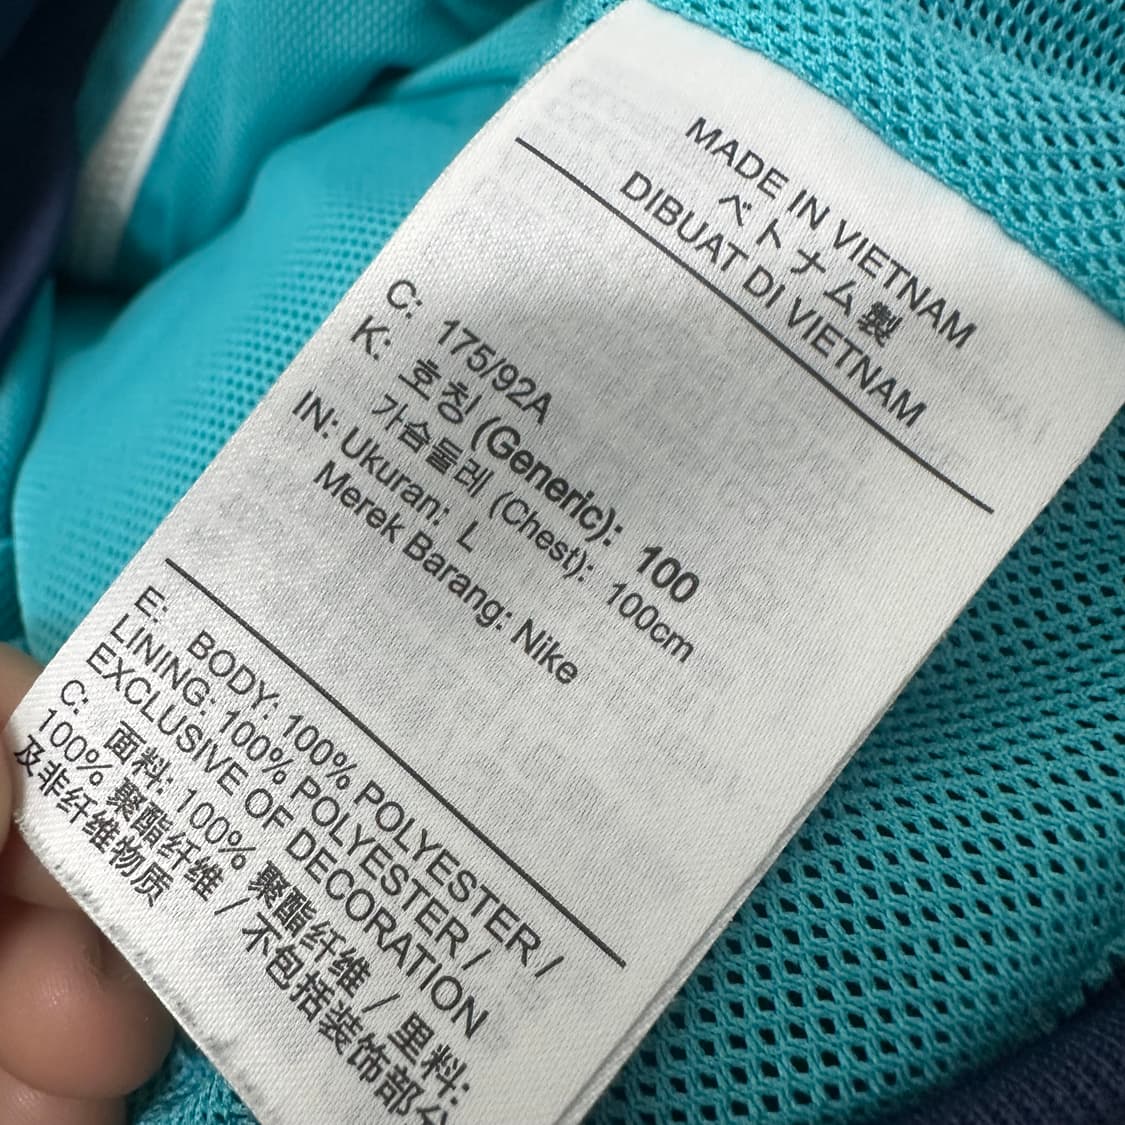 MADE IN VIETNAM
ベトナム製
DIBUAT DI VIETNAM
C: 175/92A
K: 호칭 (Generic): 100
가슴둘레 (Chest): 100cm
IN: Ukuran: L
Merek Barang: Nike
E: BODY: 100% POLYESTER /
LINING: 100% POLYESTER /
EXCLUSIVE OF DECORATION
C: 面料: 100% 聚酯纤维 / 里料:
100% 聚酯纤维 / 不包括装饰部分
及非纤维物质